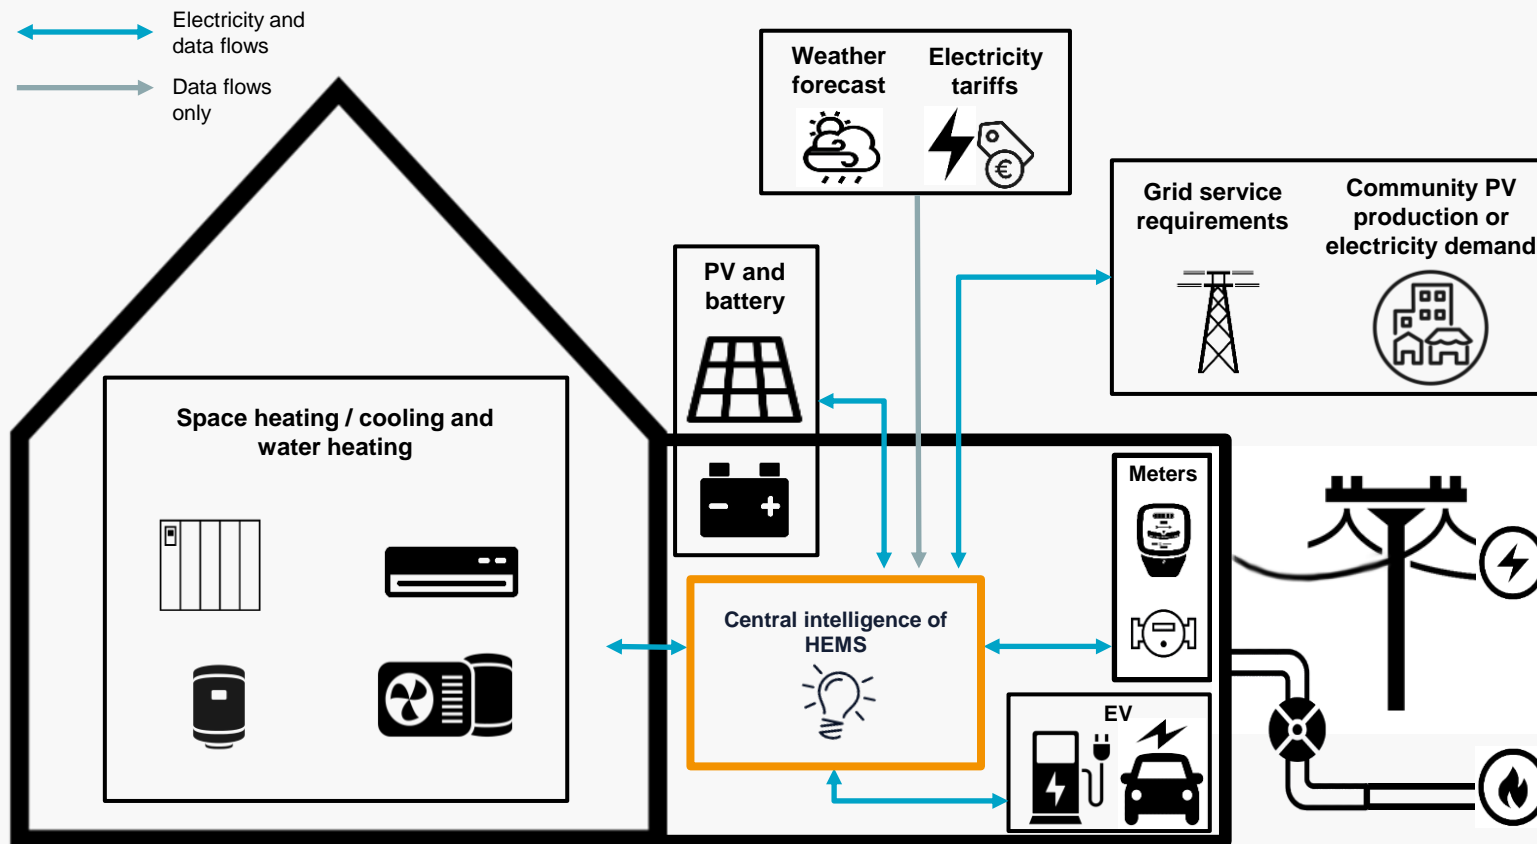 Electricity and
data flows
Data flows
only
Weather
forecast
Electricity
tariffs
€
Grid service
requirements
Community PV
production or
electricity demand
PV and
battery
Space heating / cooling and
water heating
Meters
Central intelligence of
HEMS
EV